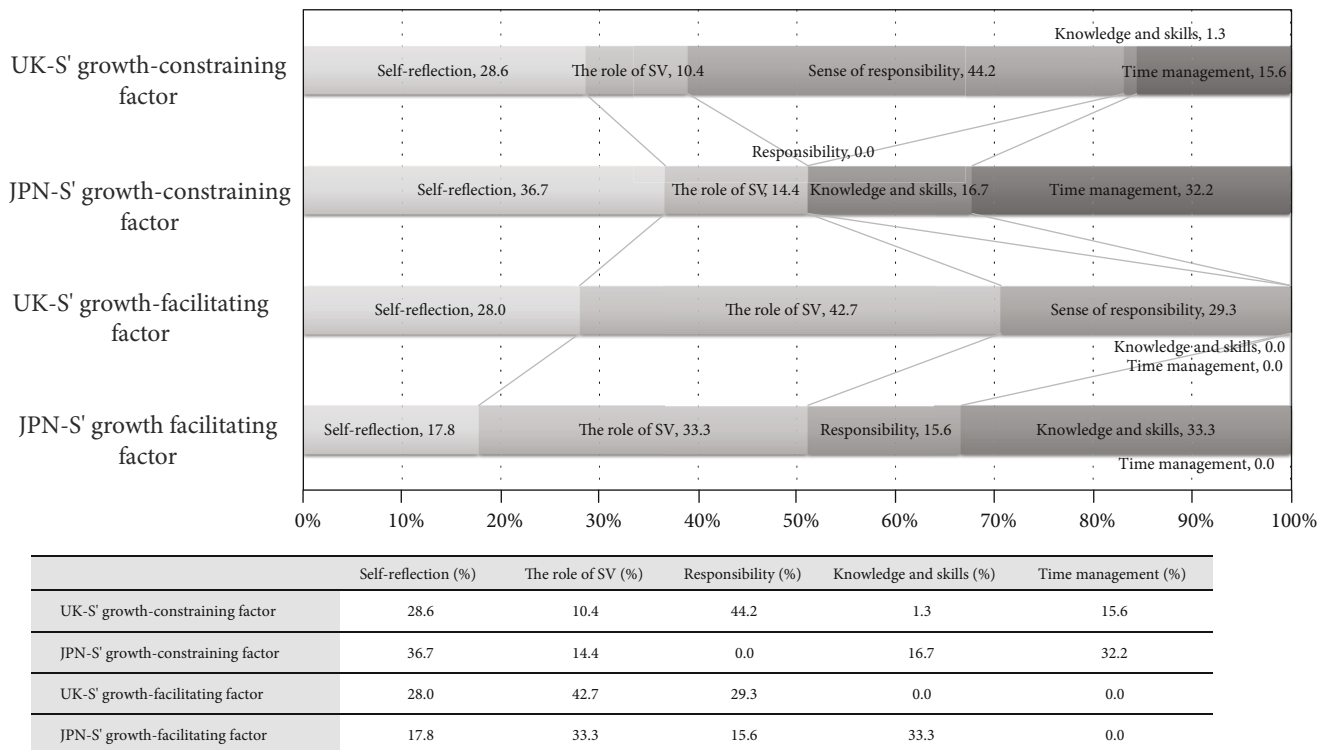 Knowledge and skills, 1.3
UK-S' growth-constraining
factor
Self-reflection, 28.6
The role of SV, 10.4
Sense of responsibility, 44.2
Time management, 15.6
Responsibility, 0.0
JPN-S' growth-constraining
factor
Self-reflection, 36.7
The role of SV, 14.4
Knowledge and skills, 16.7
Time management, 32.2
UK-S' growth-facilitating
factor
Self-reflection, 28.0
The role of SV, 42.7
Sense of responsibility, 29.3
Knowledge and skills, 0.0
Time management, 0.0
JPN-S' growth facilitating
factor
Self-reflection, 17.8
The role of SV, 33.3
Responsibility, 15.6
Knowledge and skills, 33.3
Time management, 0.0
0% 10% 20% 30% 40% 50% 60% 70% 80% 90% 100%
Self-reflection (%) The role of SV (%) Responsibility (%) Knowledge and skills (%) Time management (%)
UK-S' growth-constraining factor 28.6 10.4 44.2 1.3 15.6
JPN-S' growth-constraining factor 36.7 14.4 0.0 16.7 32.2
UK-S' growth-facilitating factor 28.0 42.7 29.3 0.0 0.0
JPN-S' growth-facilitating factor 17.8 33.3 15.6 33.3 0.0